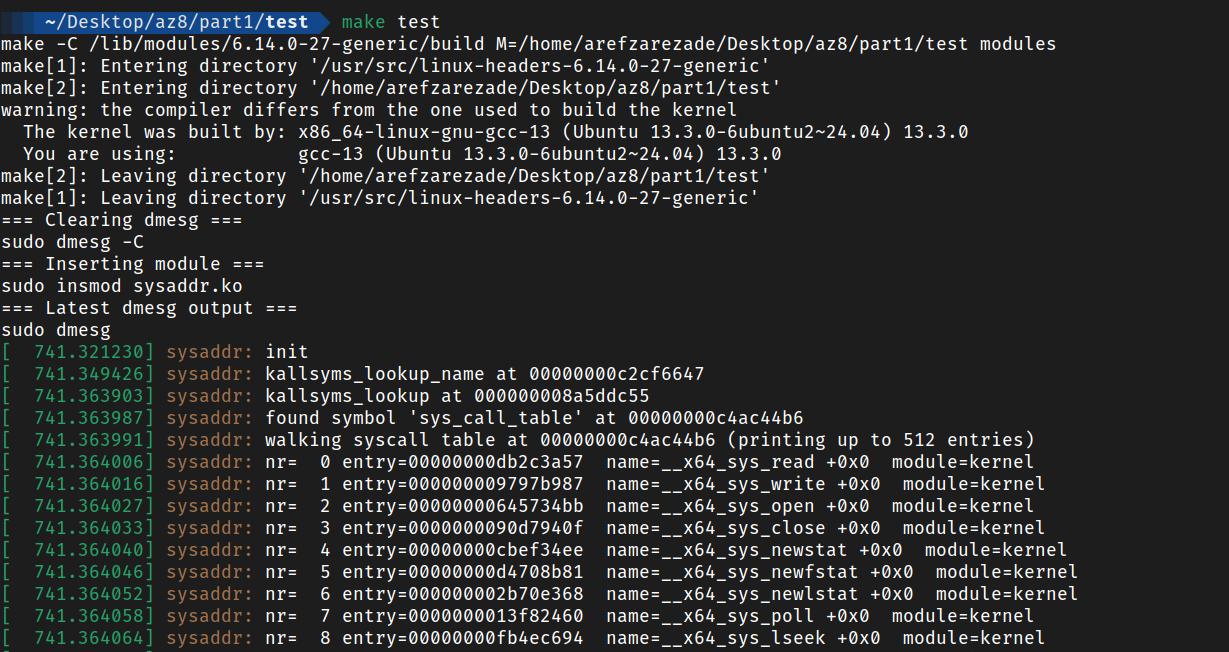 ~/Desktop/az8/part1/test make test
make -C /lib/modules/6.14.0-27-generic/build M=/home/arefzarezade/Desktop/az8/part1/test modules
make[1]: Entering directory '/usr/src/linux-headers-6.14.0-27-generic'
make[2]: Entering directory '/home/arefzarezade/Desktop/az8/part1/test'
warning: the compiler differs from the one used to build the kernel
  The kernel was built by: x86_64-linux-gnu-gcc-13 (Ubuntu 13.3.0-6ubuntu2~24.04) 13.3.0
  You are using:           gcc-13 (Ubuntu 13.3.0-6ubuntu2~24.04) 13.3.0
make[2]: Leaving directory '/home/arefzarezade/Desktop/az8/part1/test'
make[1]: Leaving directory '/usr/src/linux-headers-6.14.0-27-generic'
=== Clearing dmesg ===
sudo dmesg -C
=== Inserting module ===
sudo insmod sysaddr.ko
=== Latest dmesg output ===
sudo dmesg
[  741.321230] sysaddr: init
[  741.349426] sysaddr: kallsyms_lookup_name at 00000000c2cf6647
[  741.363903] sysaddr: kallsyms_lookup at 000000008a5ddc55
[  741.363987] sysaddr: found symbol 'sys_call_table' at 00000000c4ac44b6
[  741.363991] sysaddr: walking syscall table at 00000000c4ac44b6 (printing up to 512 entries)
[  741.364006] sysaddr: nr=  0 entry=00000000db2c3a57  name=__x64_sys_read +0x0  module=kernel
[  741.364016] sysaddr: nr=  1 entry=000000009797b987  name=__x64_sys_write +0x0  module=kernel
[  741.364027] sysaddr: nr=  2 entry=00000000645734bb  name=__x64_sys_open +0x0  module=kernel
[  741.364033] sysaddr: nr=  3 entry=0000000090d7940f  name=__x64_sys_close +0x0  module=kernel
[  741.364040] sysaddr: nr=  4 entry=00000000cbef34ee  name=__x64_sys_newstat +0x0  module=kernel
[  741.364046] sysaddr: nr=  5 entry=00000000d4708b81  name=__x64_sys_newfstat +0x0  module=kernel
[  741.364052] sysaddr: nr=  6 entry=000000002b70e368  name=__x64_sys_newlstat +0x0  module=kernel
[  741.364058] sysaddr: nr=  7 entry=0000000013f82460  name=__x64_sys_poll +0x0  module=kernel
[  741.364064] sysaddr: nr=  8 entry=00000000fb4ec694  name=__x64_sys_lseek +0x0  module=kernel